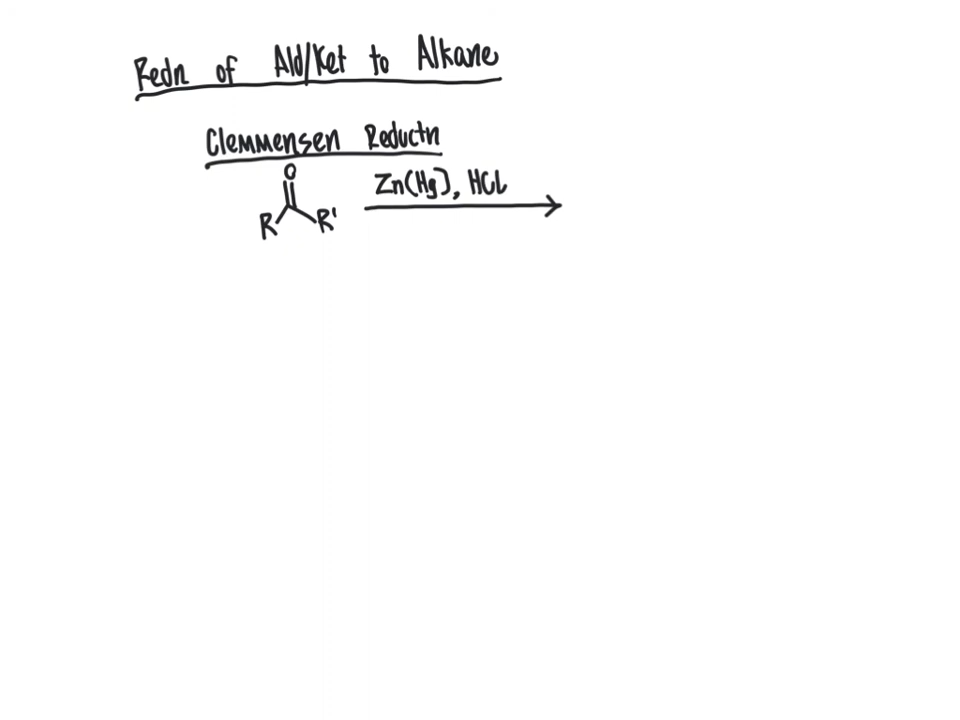 Redn of Ald/Ket to Alkane
Clemmensen Reductn
O
Zn(Hg), HCl
R R'